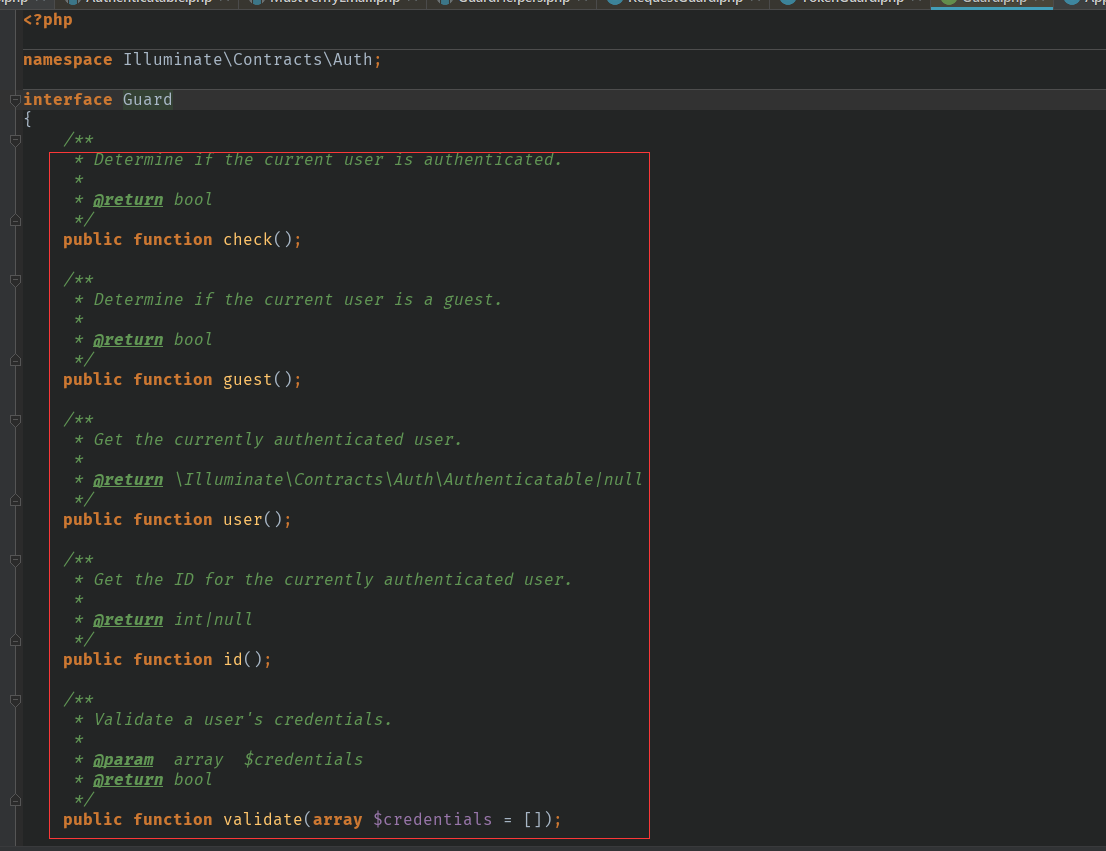 <?php
namespace Illuminate\Contracts\Auth;
interface Guard
{
/**
* Determine if the current user is authenticated.
*
* @return bool
*/
public function check();
/**
* Determine if the current user is a guest.
*
* @return bool
*/
public function guest();
/**
* Get the currently authenticated user.
*
* @return \Illuminate\Contracts\Auth\Authenticatable|null
*/
public function user();
/**
* Get the ID for the currently authenticated user.
*
* @return int|null
*/
public function id();
/**
* Validate a user's credentials.
*
* @param  array  $credentials
* @return bool
*/
public function validate(array $credentials = []);